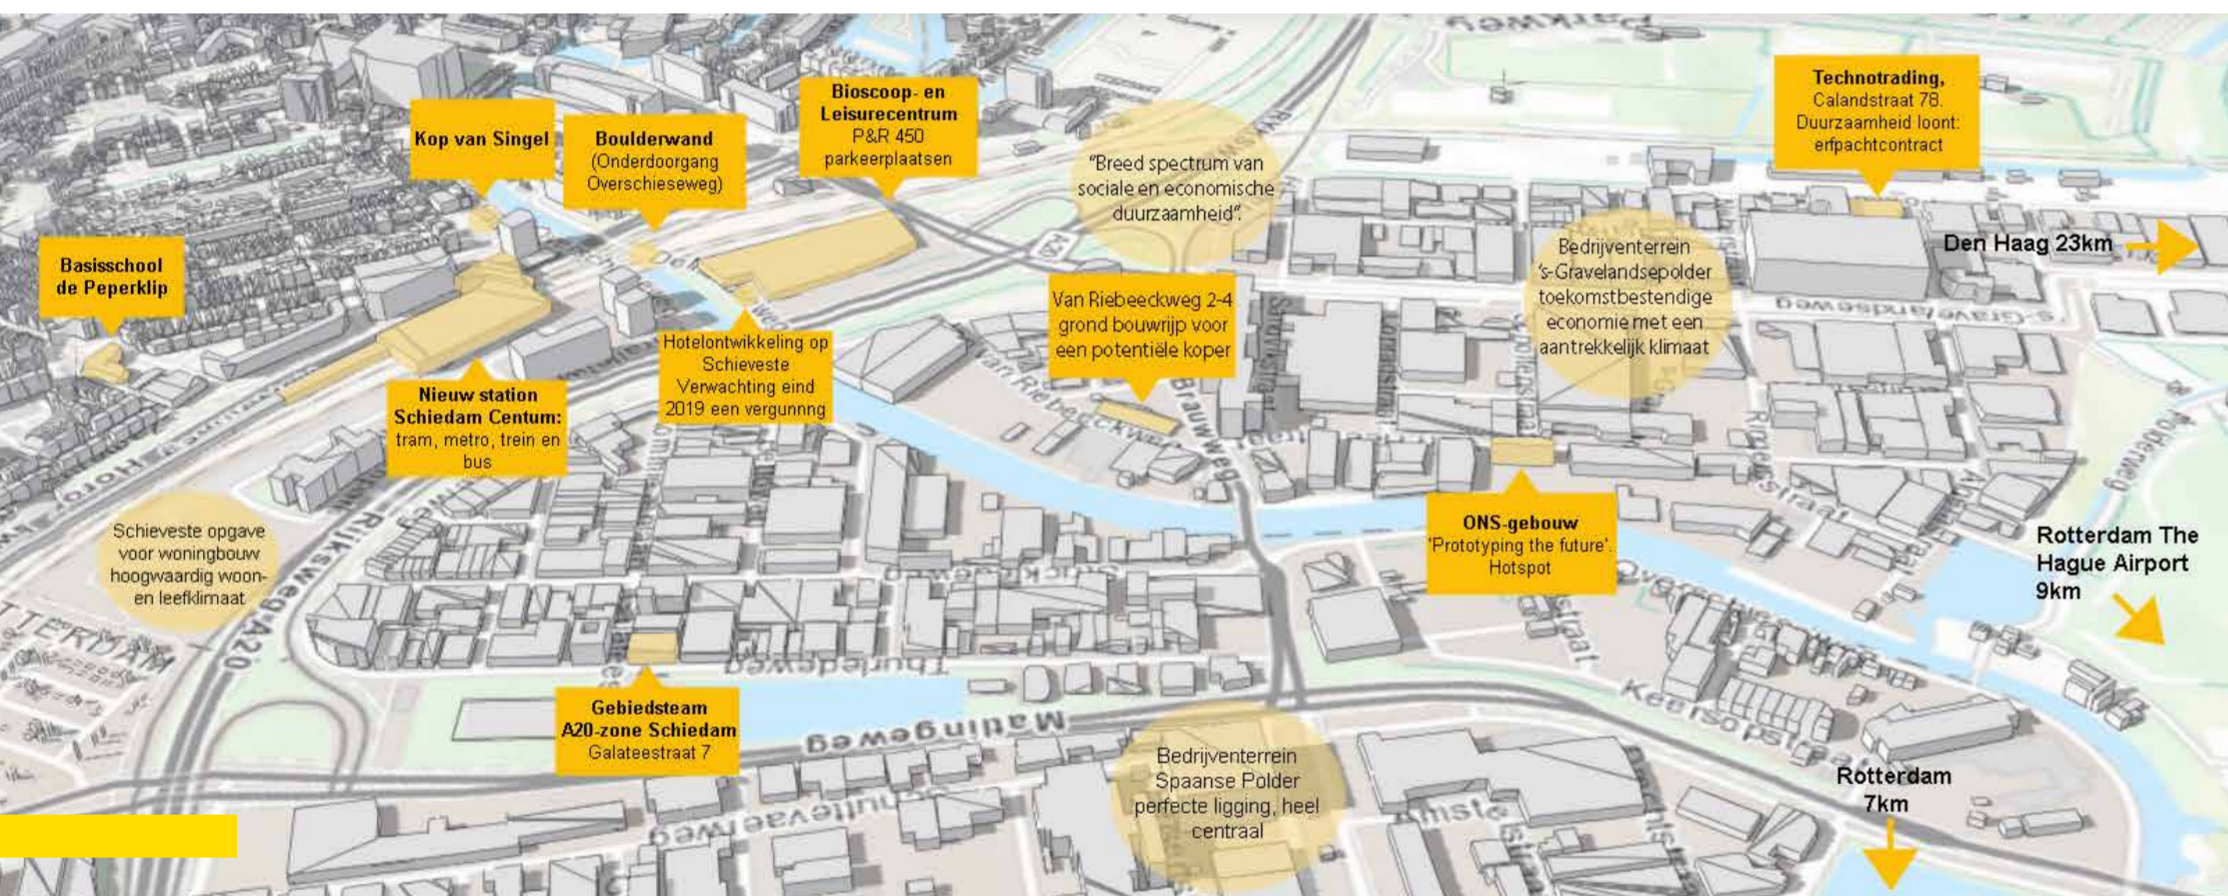 Parkweg
Technotrading,
Calandstraat 78.
Duurzaamheid loont:
erfpachtcontract
Bioscoop- en
Leisurecentrum
P&R 450
parkeerplaatsen
Kop van Singel
Boulderwand
(Onderdoorgang
Overschieseweg)
"Breed spectrum van
sociale en economische
duurzaamheid".
A20
Den Haag 23km
Basisschool
de Peperklip
Bedrijventerrein
's-Gravelandsepolder
toekomstbestendige
economie met een
aantrekkelijk klimaat
's-Gravelandseweg
Van Riebeeckweg 2-4
grond bouwrijp voor
een potentiële koper
Hotelontwikkeling op
Schieveste
Verwachting eind
2019 een vergunnng
Nieuw station
Schiedam Centum:
tram, metro, trein en
bus
van Riebeeckweg
Brauwweg
Polderweg
ONS-gebouw
'Prototyping the future'.
Hotspot
Schieveste opgave
voor woningbouw
hoogwaardig woon-
en leefklimaat
Rijksweg-A20
Rotterdam The
Hague Airport
9km
Thurledeweg
Gebiedsteam
A20-zone Schiedam
Galateestraat 7
Matlingeweg
Keersopstraat
Bedrijventerrein
Spaanse Polder
perfecte ligging, heel
centraal
Rotterdam
7km